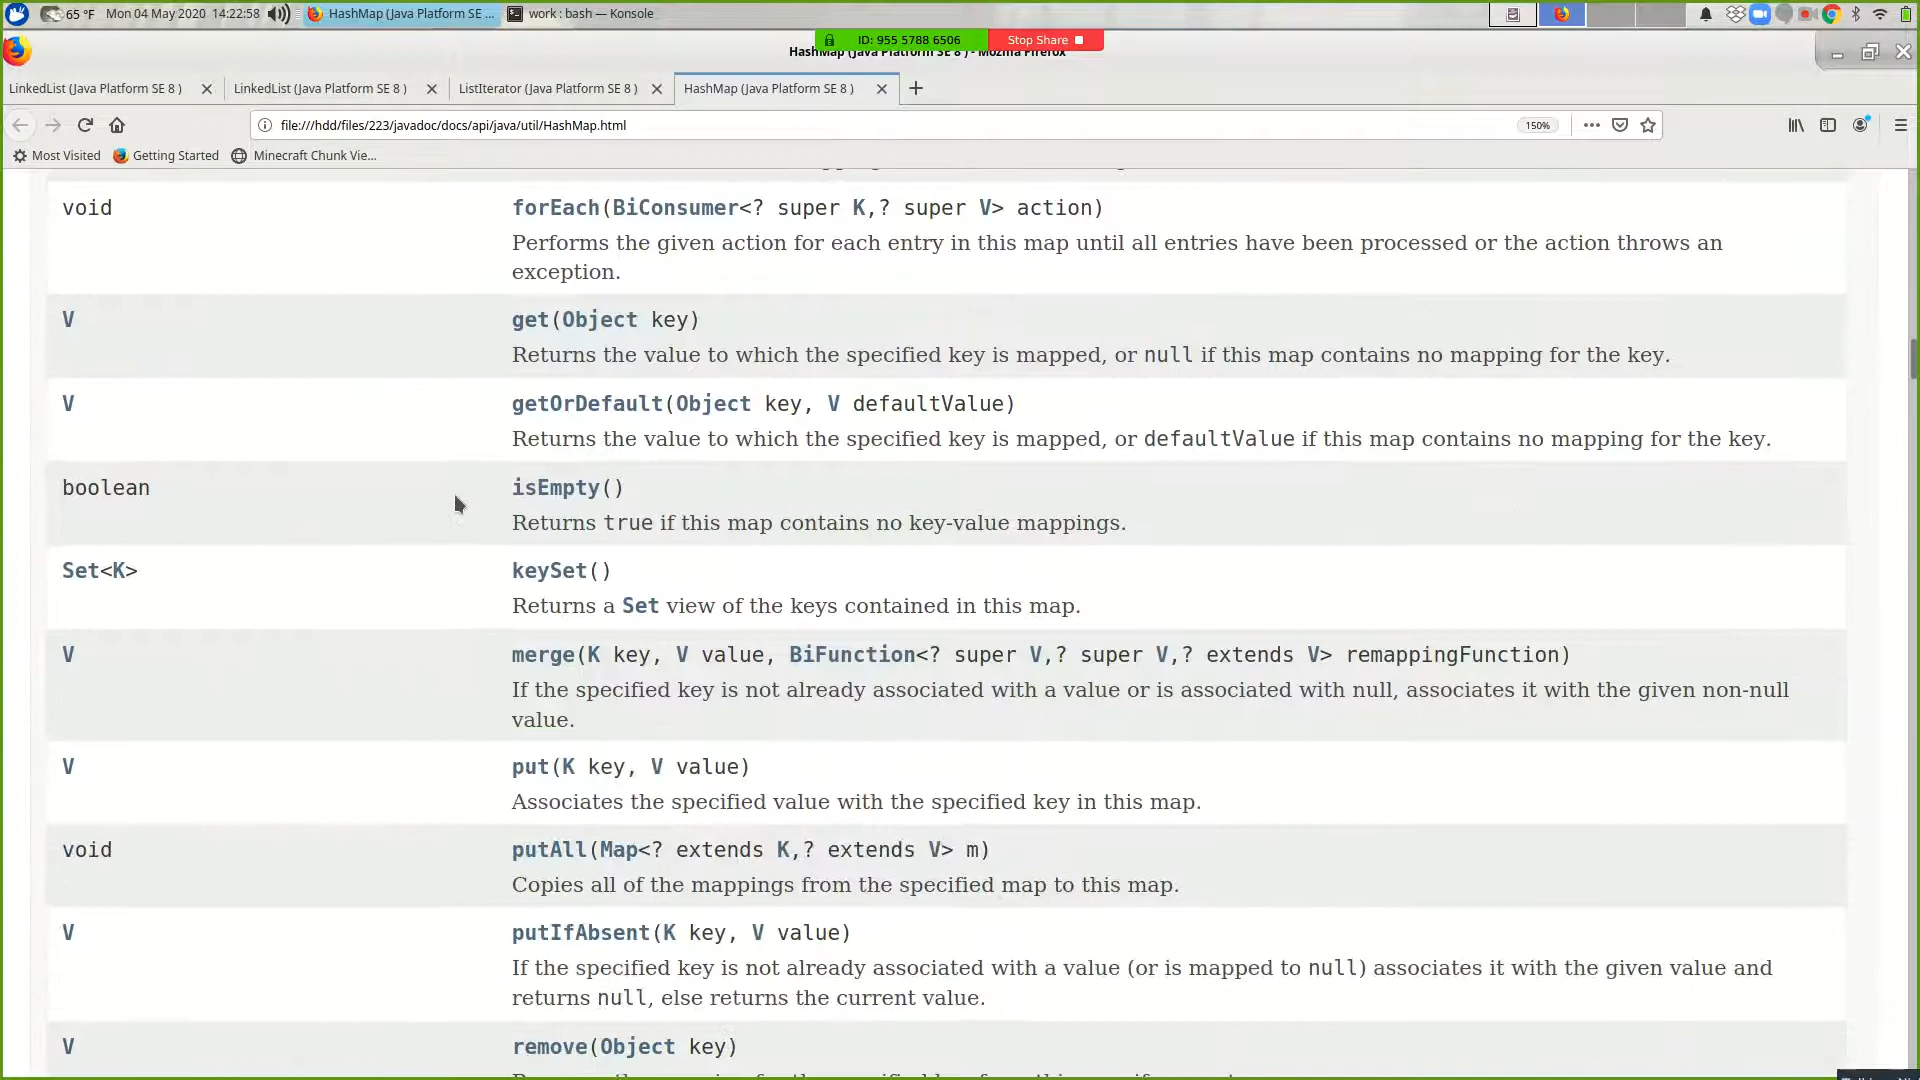 65 °F Mon 04 May 2020 14:22:58 HashMap (Java Platform SE ... work : bash — Konsole
ID: 955 5788 6506 Stop Share
HashMap (Java Platform SE 8 ) - Mozilla Firefox
LinkedList (Java Platform SE 8 ) LinkedList (Java Platform SE 8 ) ListIterator (Java Platform SE 8 ) HashMap (Java Platform SE 8 )
file:///hdd/files/223/javadoc/docs/api/java/util/HashMap.html 150%
Most Visited Getting Started Minecraft Chunk Vie...
void forEach(BiConsumer<? super K,? super V> action)
Performs the given action for each entry in this map until all entries have been processed or the action throws an
exception.
V get(Object key)
Returns the value to which the specified key is mapped, or null if this map contains no mapping for the key.
V getOrDefault(Object key, V defaultValue)
Returns the value to which the specified key is mapped, or defaultValue if this map contains no mapping for the key.
boolean isEmpty()
Returns true if this map contains no key-value mappings.
Set<K> keySet()
Returns a Set view of the keys contained in this map.
V merge(K key, V value, BiFunction<? super V,? super V,? extends V> remappingFunction)
If the specified key is not already associated with a value or is associated with null, associates it with the given non-null
value.
V put(K key, V value)
Associates the specified value with the specified key in this map.
void putAll(Map<? extends K,? extends V> m)
Copies all of the mappings from the specified map to this map.
V putIfAbsent(K key, V value)
If the specified key is not already associated with a value (or is mapped to null) associates it with the given value and
returns null, else returns the current value.
V remove(Object key)